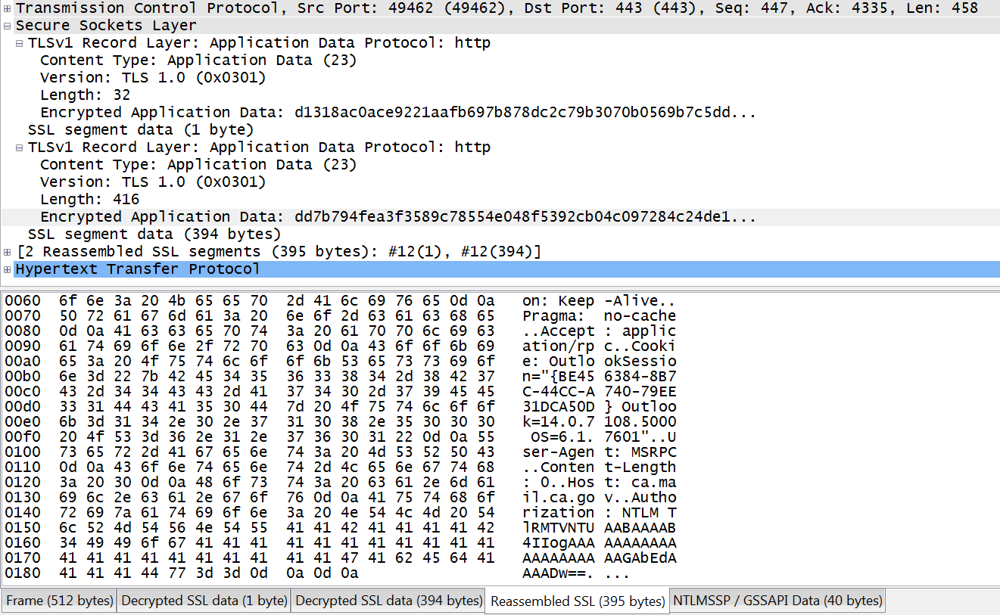 Transmission Control Protocol, Src Port: 49462 (49462), Dst Port: 443 (443), Seq: 447, Ack: 4335, Len: 458
Secure Sockets Layer
TLSv1 Record Layer: Application Data Protocol: http
Content Type: Application Data (23)
Version: TLS 1.0 (0x0301)
Length: 32
Encrypted Application Data: d1318ac0ace9221aafb697b878dc2c79b3070b0569b7c5dd...
SSL segment data (1 byte)
TLSv1 Record Layer: Application Data Protocol: http
Content Type: Application Data (23)
Version: TLS 1.0 (0x0301)
Length: 416
Encrypted Application Data: dd7b794fea3f3589c78554e048f5392cb04c097284c24de1...
SSL segment data (394 bytes)
[2 Reassembled SSL segments (395 bytes): #12(1), #12(394)]
Hypertext Transfer Protocol
0060 6f 6e 3a 20 4b 65 65 70 2d 41 6c 69 76 65 0d 0a on: Keep -Alive..
0070 50 72 61 67 6d 61 3a 20 6e 6f 2d 63 61 63 68 65 Pragma: no-cache
0080 0d 0a 41 63 63 65 70 74 3a 20 61 70 70 6c 69 63 ..Accept : applic
0090 61 74 69 6f 6e 2f 72 70 63 0d 0a 43 6f 6f 6b 69 ation/rp c..Cooki
00a0 65 3a 20 4f 75 74 6c 6f 6f 6b 53 65 73 73 69 6f e: Outlo okSessio
00b0 6e 3d 22 7b 42 45 34 35 36 33 38 34 2d 38 42 37 n="{BE45 6384-8B7
00c0 43 2d 34 34 43 43 2d 41 37 34 30 2d 37 39 45 45 C-44CC-A 740-79EE
00d0 33 31 44 43 41 35 30 44 7d 20 4f 75 74 6c 6f 6f 31DCA50D } Outloo
00e0 6b 3d 31 34 2e 30 2e 37 31 30 38 2e 35 30 30 30 k=14.0.7 108.5000
00f0 20 4f 53 3d 36 2e 31 2e 37 36 30 31 22 0d 0a 55 OS=6.1. 7601"..U
0100 73 65 72 2d 41 67 65 6e 74 3a 20 4d 53 52 50 43 ser-Agen t: MSRPC
0110 0d 0a 43 6f 6e 74 65 6e 74 2d 4c 65 6e 67 74 68 ..Conten t-Length
0120 3a 20 30 0d 0a 48 6f 73 74 3a 20 63 61 2e 6d 61 : 0..Hos t: ca.ma
0130 69 6c 2e 63 61 2e 67 6f 76 0d 0a 41 75 74 68 6f il.ca.go v..Autho
0140 72 69 7a 61 74 69 6f 6e 3a 20 4e 54 4c 4d 20 54 rization : NTLM T
0150 6c 52 4d 54 56 4e 54 55 41 41 42 41 41 41 41 42 lRMTVNTU AABAAAAB
0160 34 49 49 6f 67 41 41 41 41 41 41 41 41 41 41 41 4IIogAAA AAAAAAAA
0170 41 41 41 41 41 41 41 41 41 41 47 41 62 45 64 41 AAAAAAAA AAGAbEdA
0180 41 41 41 44 77 3d 3d 0d 0a 0d 0a AAADw==. ...
Frame (512 bytes) Decrypted SSL data (1 byte) Decrypted SSL data (394 bytes) Reassembled SSL (395 bytes) NTLMSSP / GSSAPI Data (40 bytes)